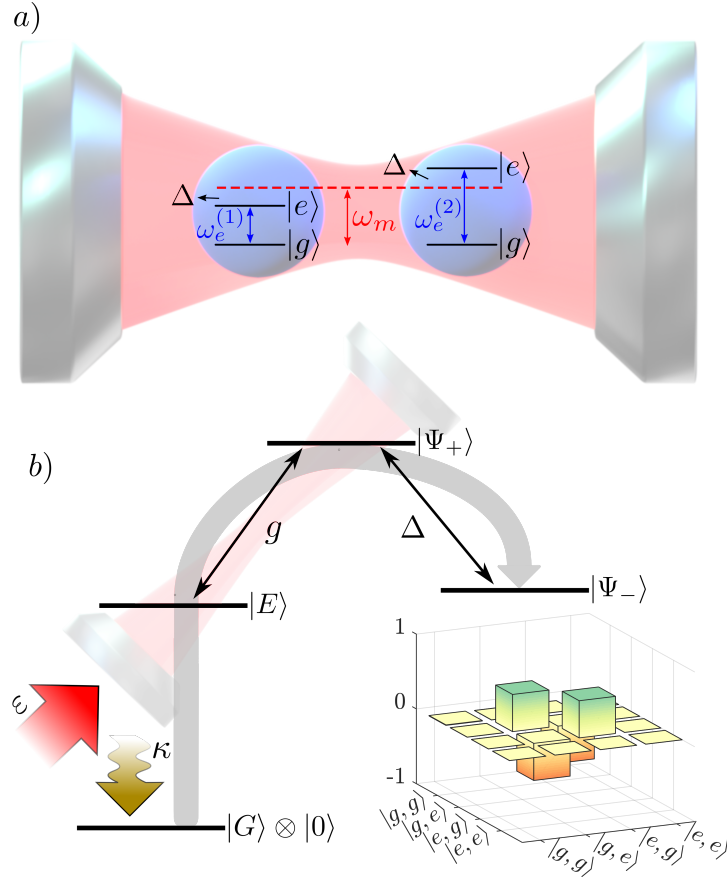 a)
|e⟩
Δ
Δ
|e⟩
ω_e^{(1)}
ω_m
ω_e^{(2)}
|g⟩
|g⟩
b)
|Ψ_+⟩
g
Δ
|E⟩
|Ψ_−⟩
1
ε
κ
0
-1
|G⟩ ⊗ |0⟩
|g, g⟩
|g, e⟩
|e, g⟩
|e, e⟩
|g, g⟩
|g, e⟩
|e, g⟩
|e, e⟩